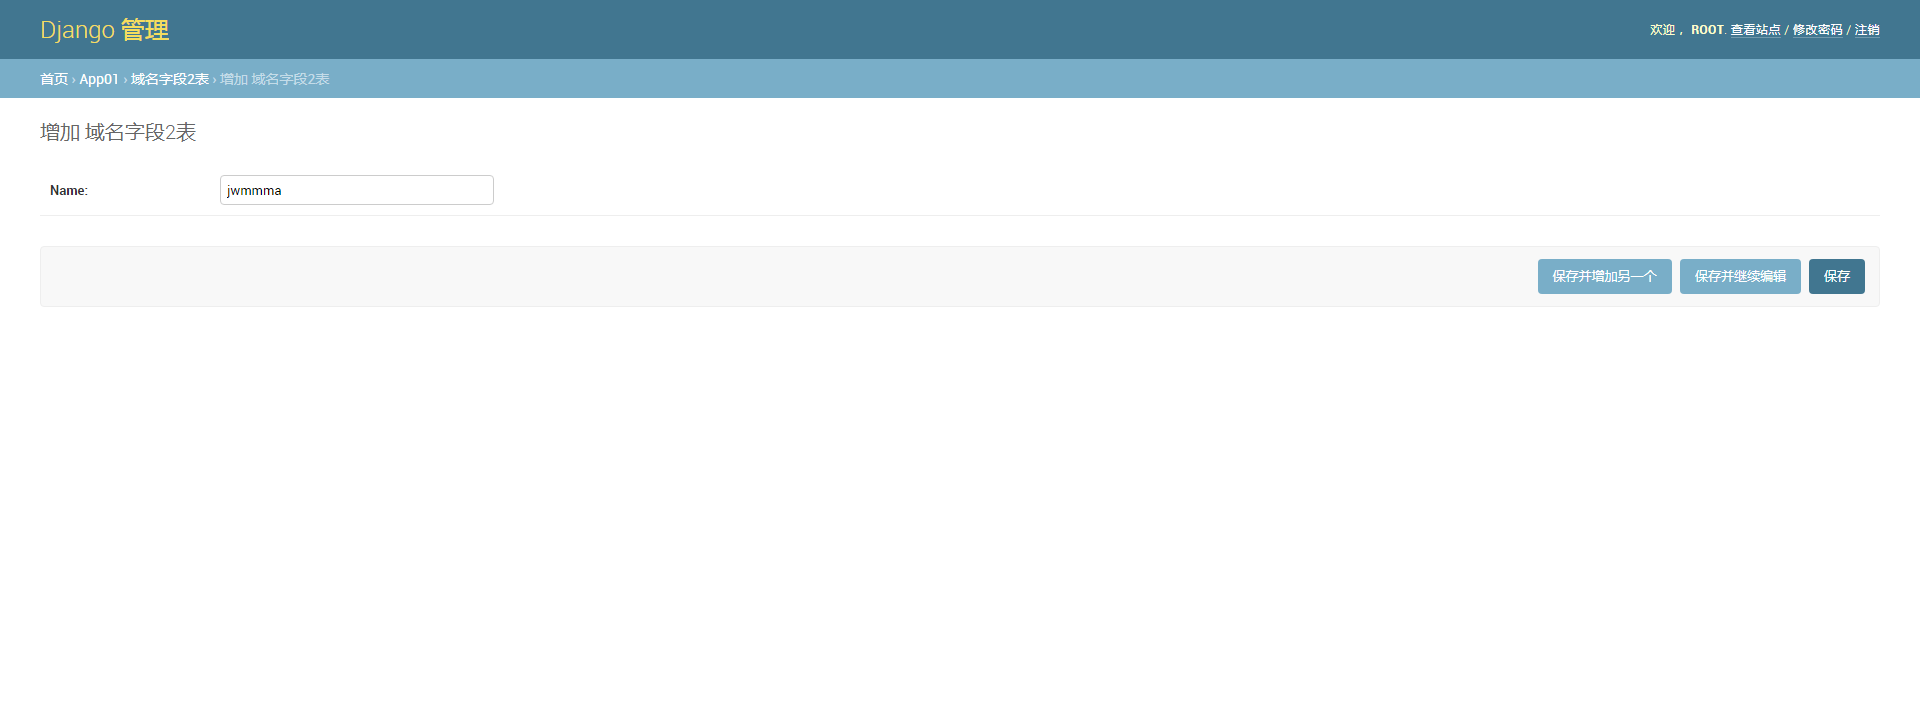 Django 管理
欢迎， ROOT. 查看站点 / 修改密码 / 注销
首页 › App01 › 域名字段2表 › 增加 域名字段2表
增加 域名字段2表
Name: jwmmma
保存并增加另一个 保存并继续编辑 保存